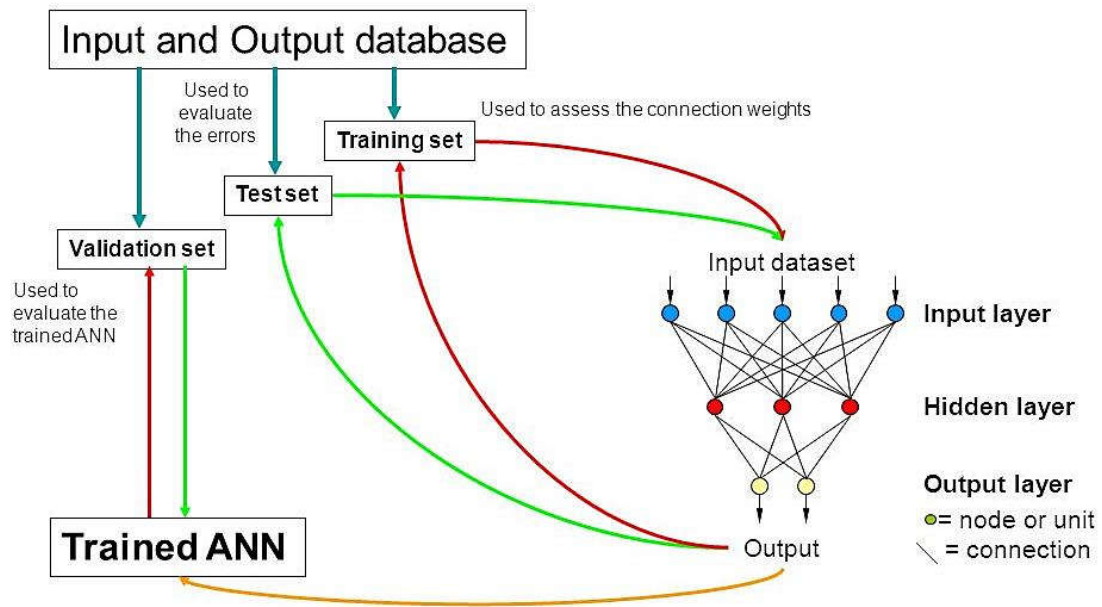 Input and Output database
Used to
evaluate
the errors
Used to assess the connection weights
Training set
Test set
Validation set
Used to
evaluate the
trained ANN
Input dataset
Input layer
Hidden layer
Output layer
= node or unit
= connection
Output
Trained ANN